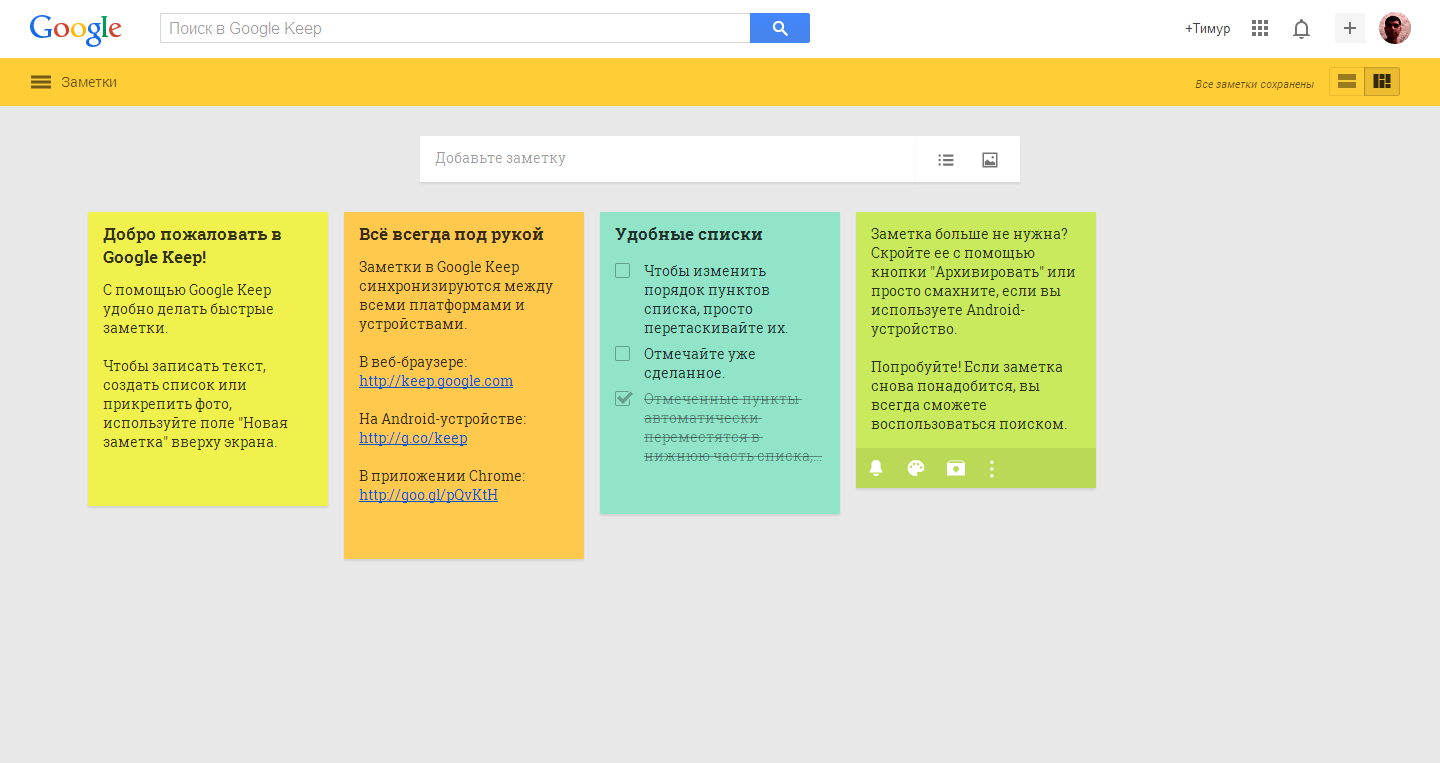 Google
Поиск в Google Keep
+Тимур
Заметки
Все заметки сохранены
Добавьте заметку
Добро пожаловать в
Google Keep!
С помощью Google Keep
удобно делать быстрые
заметки.
Чтобы записать текст,
создать список или
прикрепить фото,
используйте поле "Новая
заметка" вверху экрана.
Всё всегда под рукой
Заметки в Google Keep
синхронизируются между
всеми платформами и
устройствами.
В веб-браузере:
http://keep.google.com
На Android-устройстве:
http://g.co/keep
В приложении Chrome:
http://goo.gl/pQvKtH
Удобные списки
Чтобы изменить
порядок пунктов
списка, просто
перетаскивайте их.
Отмечайте уже
сделанное.
Отмеченные пункты
автоматически
переместятся в
нижнюю часть списка,...
Заметка больше не нужна?
Скройте ее с помощью
кнопки "Архивировать" или
просто смахните, если вы
используете Android-
устройство.
Попробуйте! Если заметка
снова понадобится, вы
всегда сможете
воспользоваться поиском.